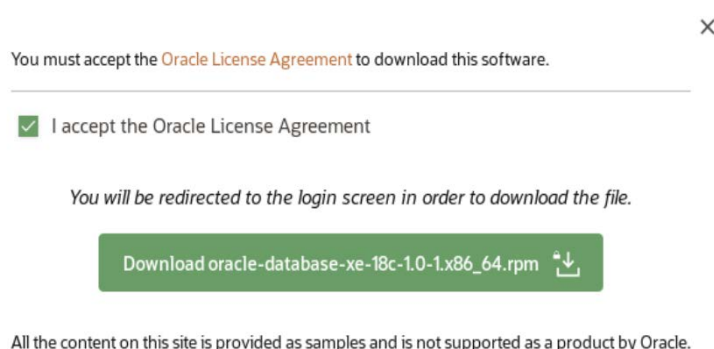 You must accept the Oracle License Agreement to download this software.
I accept the Oracle License Agreement
You will be redirected to the login screen in order to download the file.
Download oracle-database-xe-18c-1.0-1.x86_64.rpm
All the content on this site is provided as samples and is not supported as a product by Oracle.